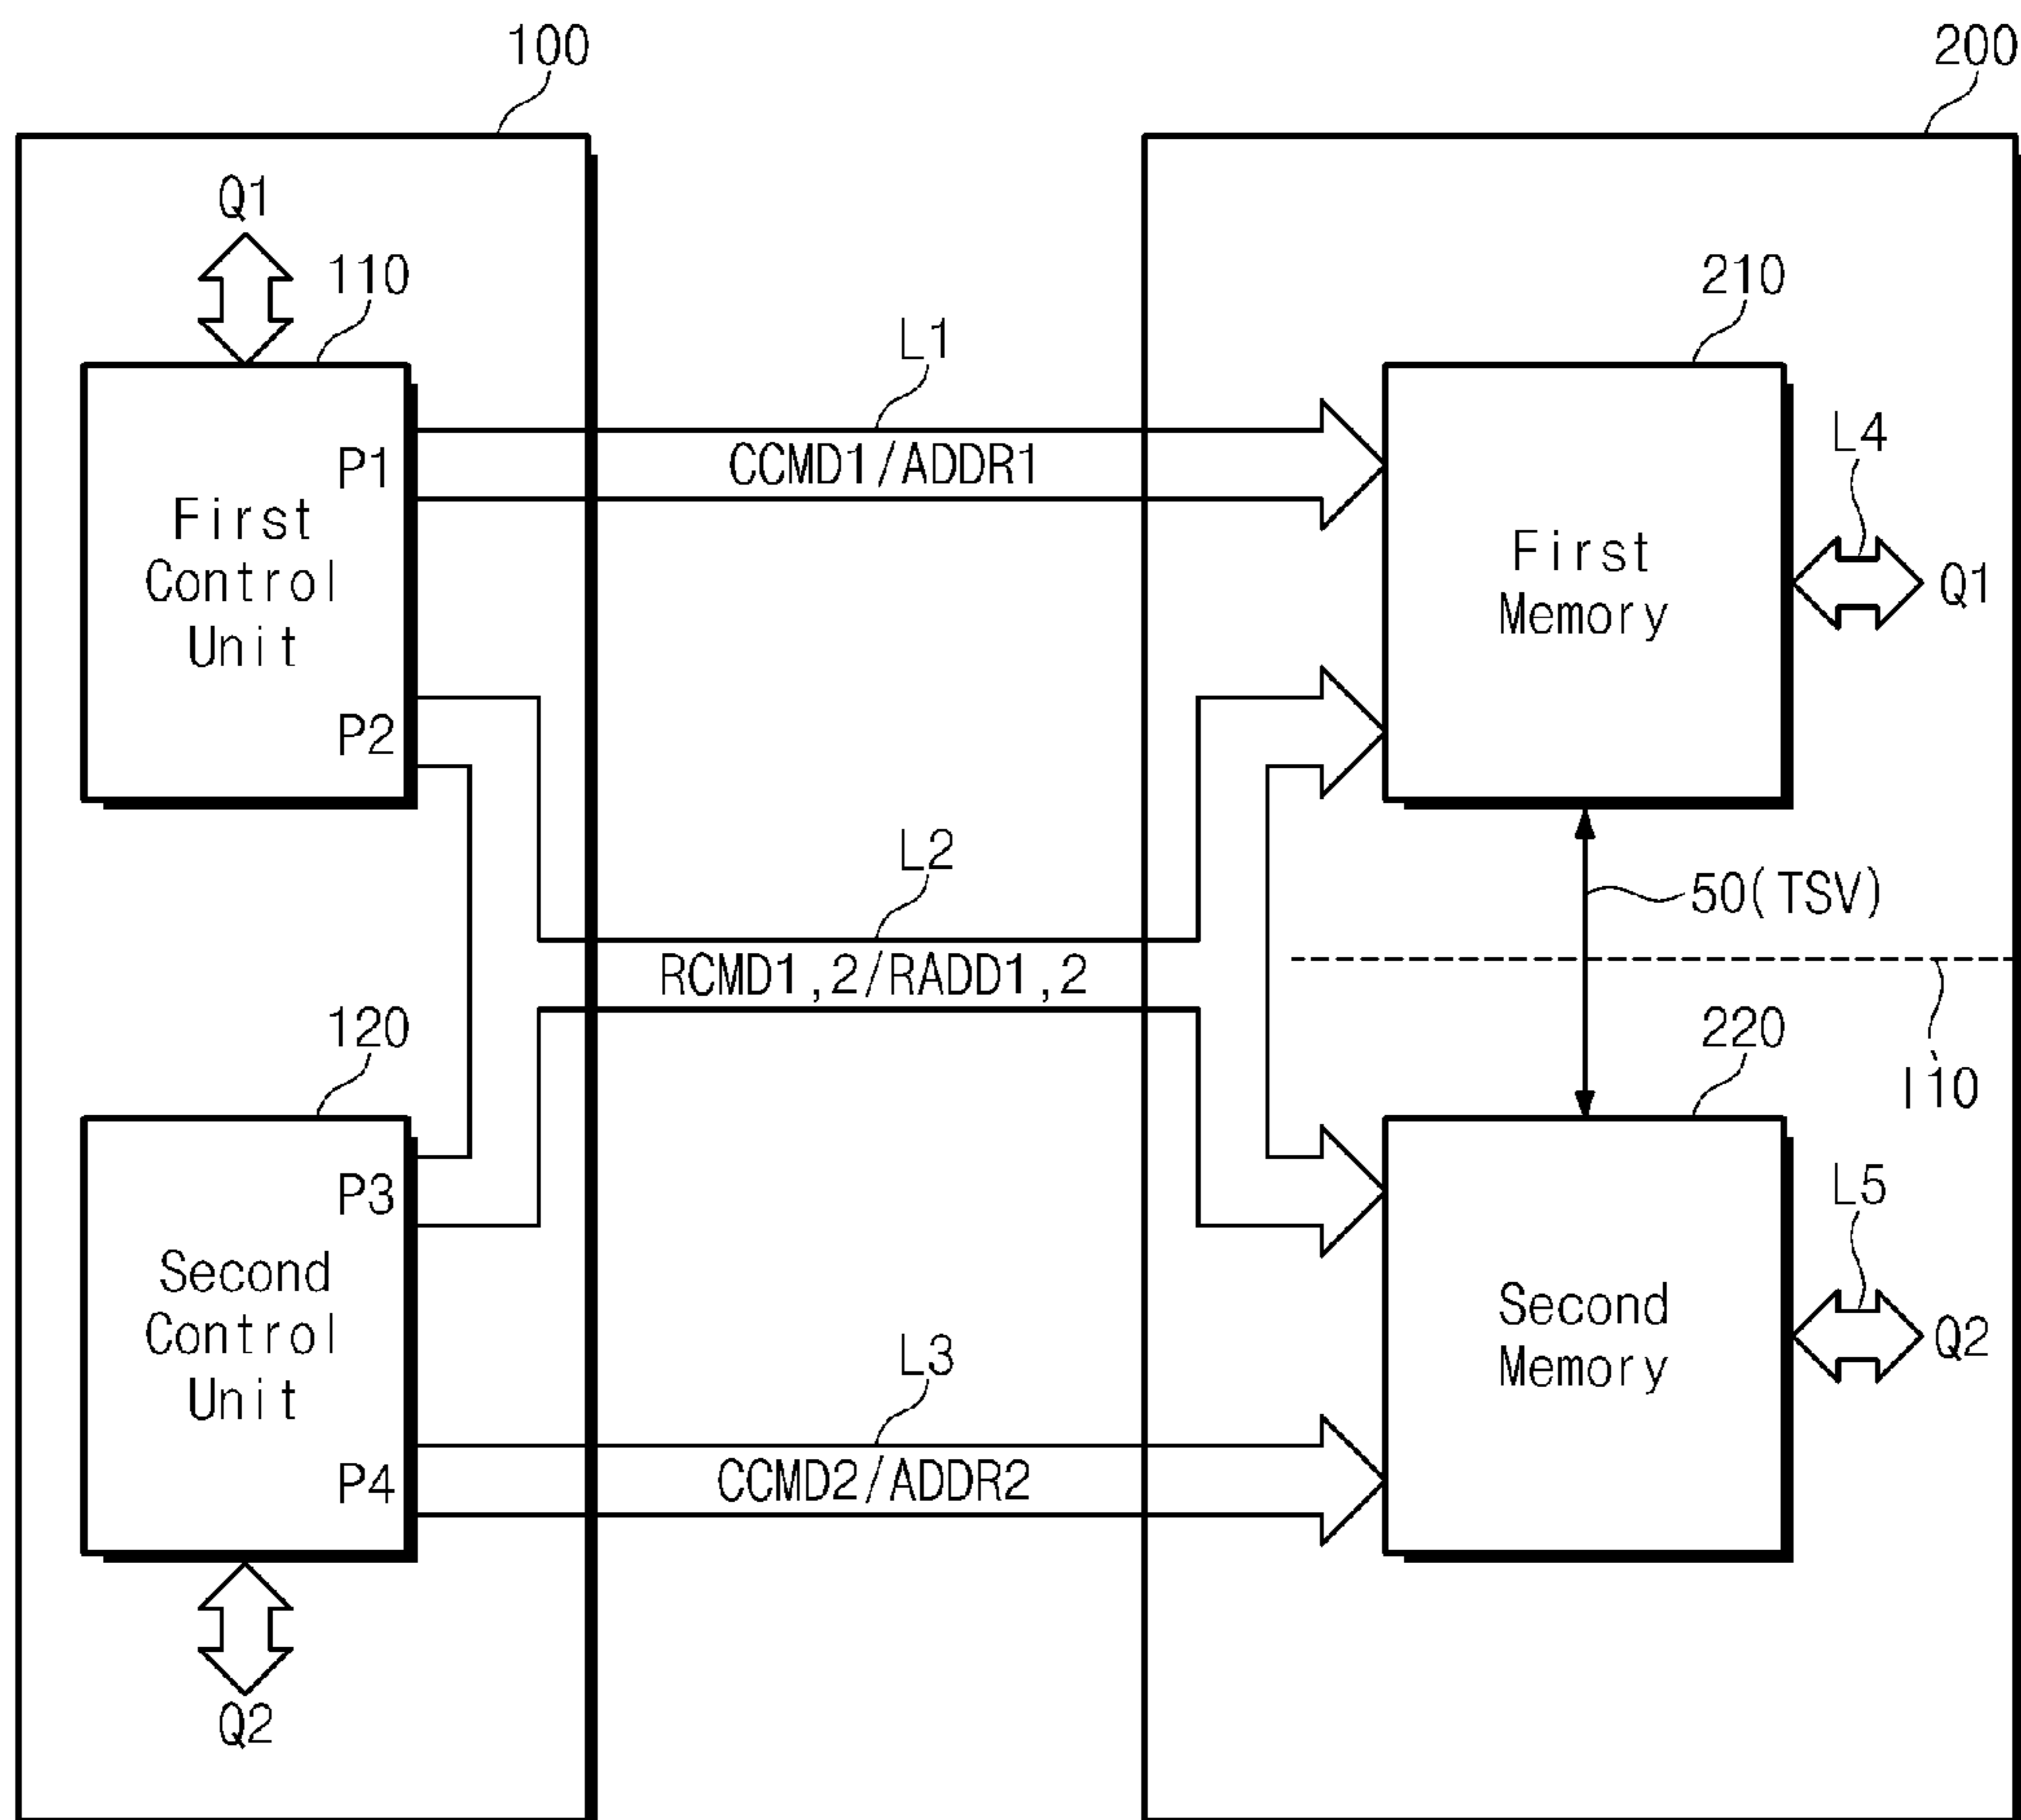 100
200
Q1
110
210
L1
P1
CCMD1/ADDR1
L4
First
Control
Unit
First
Memory
Q1
P2
L2
50(TSV)
RCMD1,2/RADD1,2
120
220
I10
P3
L5
Second
Control
Unit
Second
Memory
Q2
L3
P4
CCMD2/ADDR2
Q2